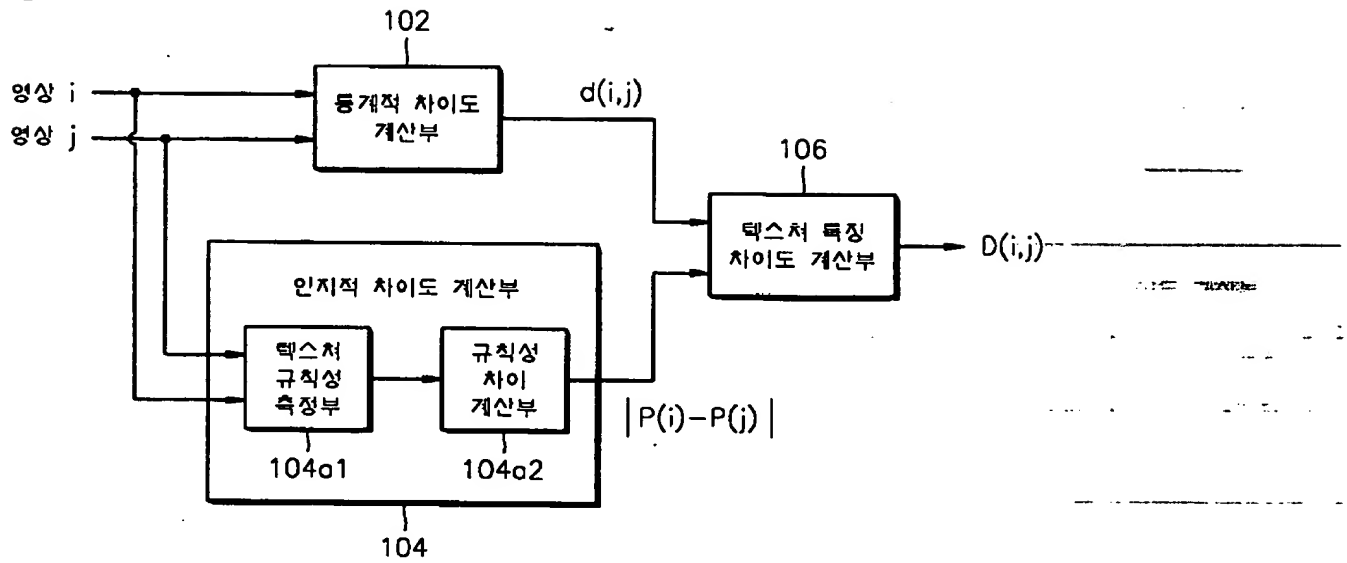 102
영상 i
영상 j
통계적 차이도
계산부
d(i,j)
106
텍스쳐 특징
차이도 계산부
D(i,j)
인지적 차이도 계산부
텍스쳐
규칙성
측정부
규칙성
차이
계산부
|P(i)-P(j)|
104a1
104a2
104